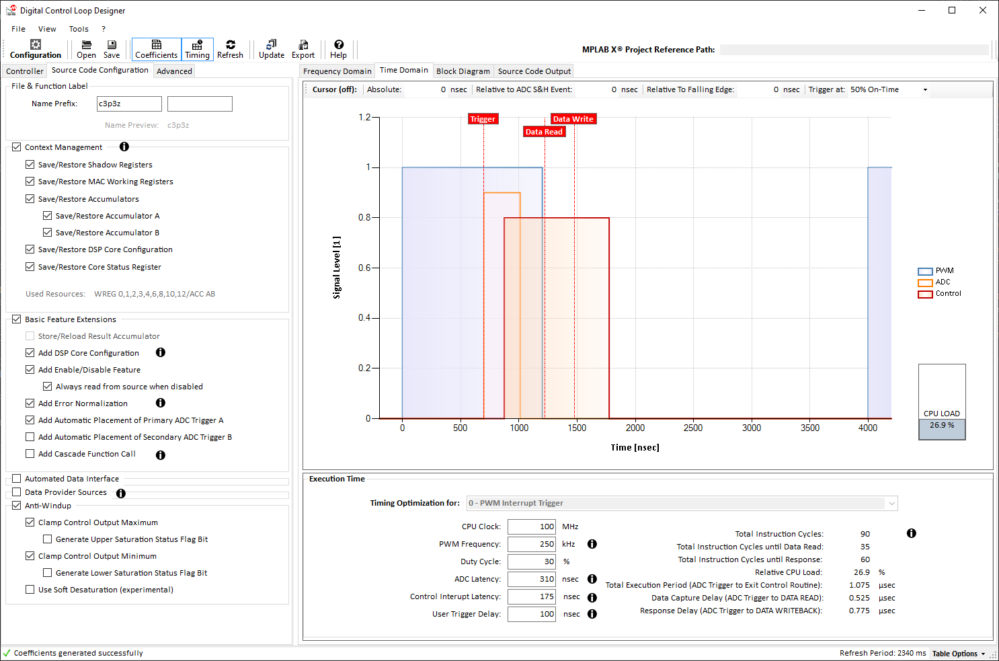 Digital Control Loop Designer
File View Tools ?
Configuration Open Save Coefficients Timing Refresh Update Export Help
MPLAB X® Project Reference Path:
Controller Source Code Configuration Advanced
File & Function Label
Name Prefix: c3p3z
Name Preview: c3p3z
Context Management
Save/Restore Shadow Registers
Save/Restore MAC Working Registers
Save/Restore Accumulators
Save/Restore Accumulator A
Save/Restore Accumulator B
Save/Restore DSP Core Configuration
Save/Restore Core Status Register
Used Resources: WREG 0,1,2,3,4,6,8,10,12/ACC AB
Basic Feature Extensions
Store/Reload Result Accumulator
Add DSP Core Configuration
Add Enable/Disable Feature
Always read from source when disabled
Add Error Normalization
Add Automatic Placement of Primary ADC Trigger A
Add Automatic Placement of Secondary ADC Trigger B
Add Cascade Function Call
Automated Data Interface
Data Provider Sources
Anti-Windup
Clamp Control Output Maximum
Generate Upper Saturation Status Flag Bit
Clamp Control Output Minimum
Generate Lower Saturation Status Flag Bit
Use Soft Desaturation (experimental)
Frequency Domain Time Domain Block Diagram Source Code Output
Cursor (off): Absolute: 0 nsec Relative to ADC S&H Event: 0 nsec Relative To Falling Edge: 0 nsec Trigger at: 50% On-Time
Trigger Data Write
Data Read
1.2
1
0.8
0.6
0.4
0.2
0
Signal Level [1]
0 500 1000 1500 2000 2500 3000 3500 4000
Time [nsec]
PWM
ADC
Control
CPU LOAD
26.9 %
Execution Time
Timing Optimization for: 0 - PWM Interrupt Trigger
CPU Clock: 100 MHz
PWM Frequency: 250 kHz
Duty Cycle: 30 %
ADC Latency: 310 nsec
Control Interupt Latency: 175 nsec
User Trigger Delay: 100 nsec
Total Instruction Cycles: 90
Total Instruction Cycles until Data Read: 35
Total Instruction Cycles until Response: 60
Relative CPU Load: 26.9 %
Total Execution Period (ADC Trigger to Exit Control Routine): 1.075 µsec
Data Capture Delay (ADC Trigger to DATA READ): 0.525 µsec
Response Delay (ADC Trigger to DATA WRITEBACK): 0.775 µsec
Coefficients generated successfully
Refresh Period: 2340 ms Table Options